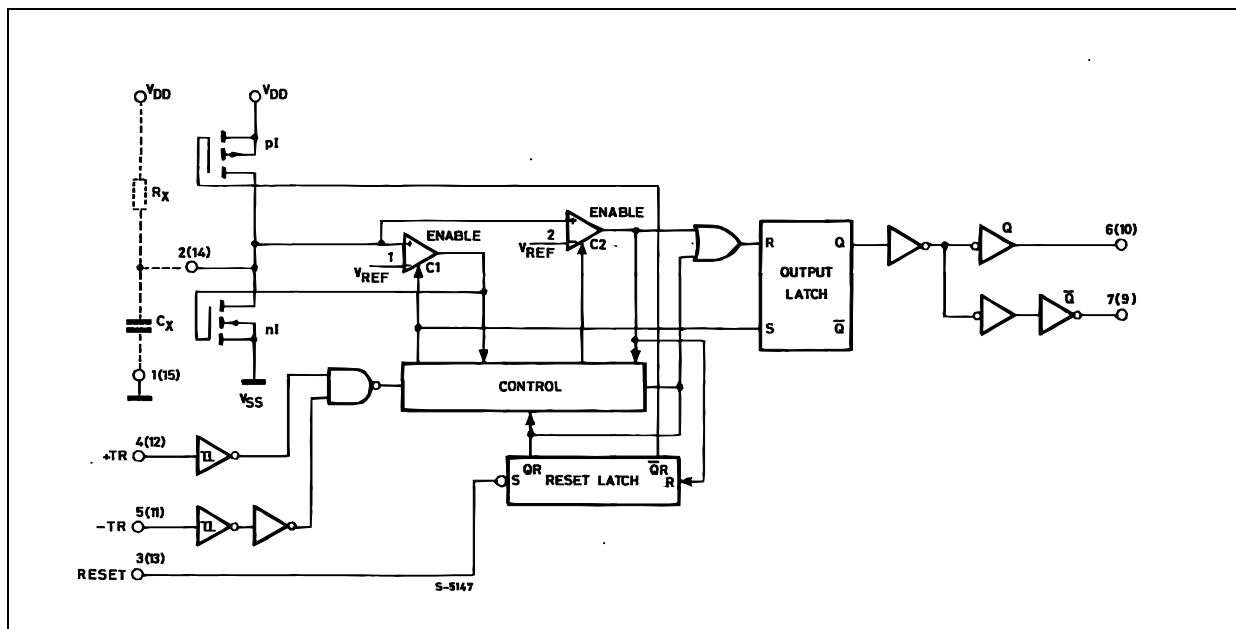 VDD VDD
pI
RX
ENABLE
2
VREF C2
ENABLE
1
VREF C1
2(14)
R Q
OUTPUT
LATCH
S Q̅
Q 6(10)
Q̅ 7(9)
CX
nI
1(15)
VSS
CONTROL
4(12)
+TR
QR Q̅R
S RESET LATCH R
5(11)
-TR
3(13)
RESET
S-5147